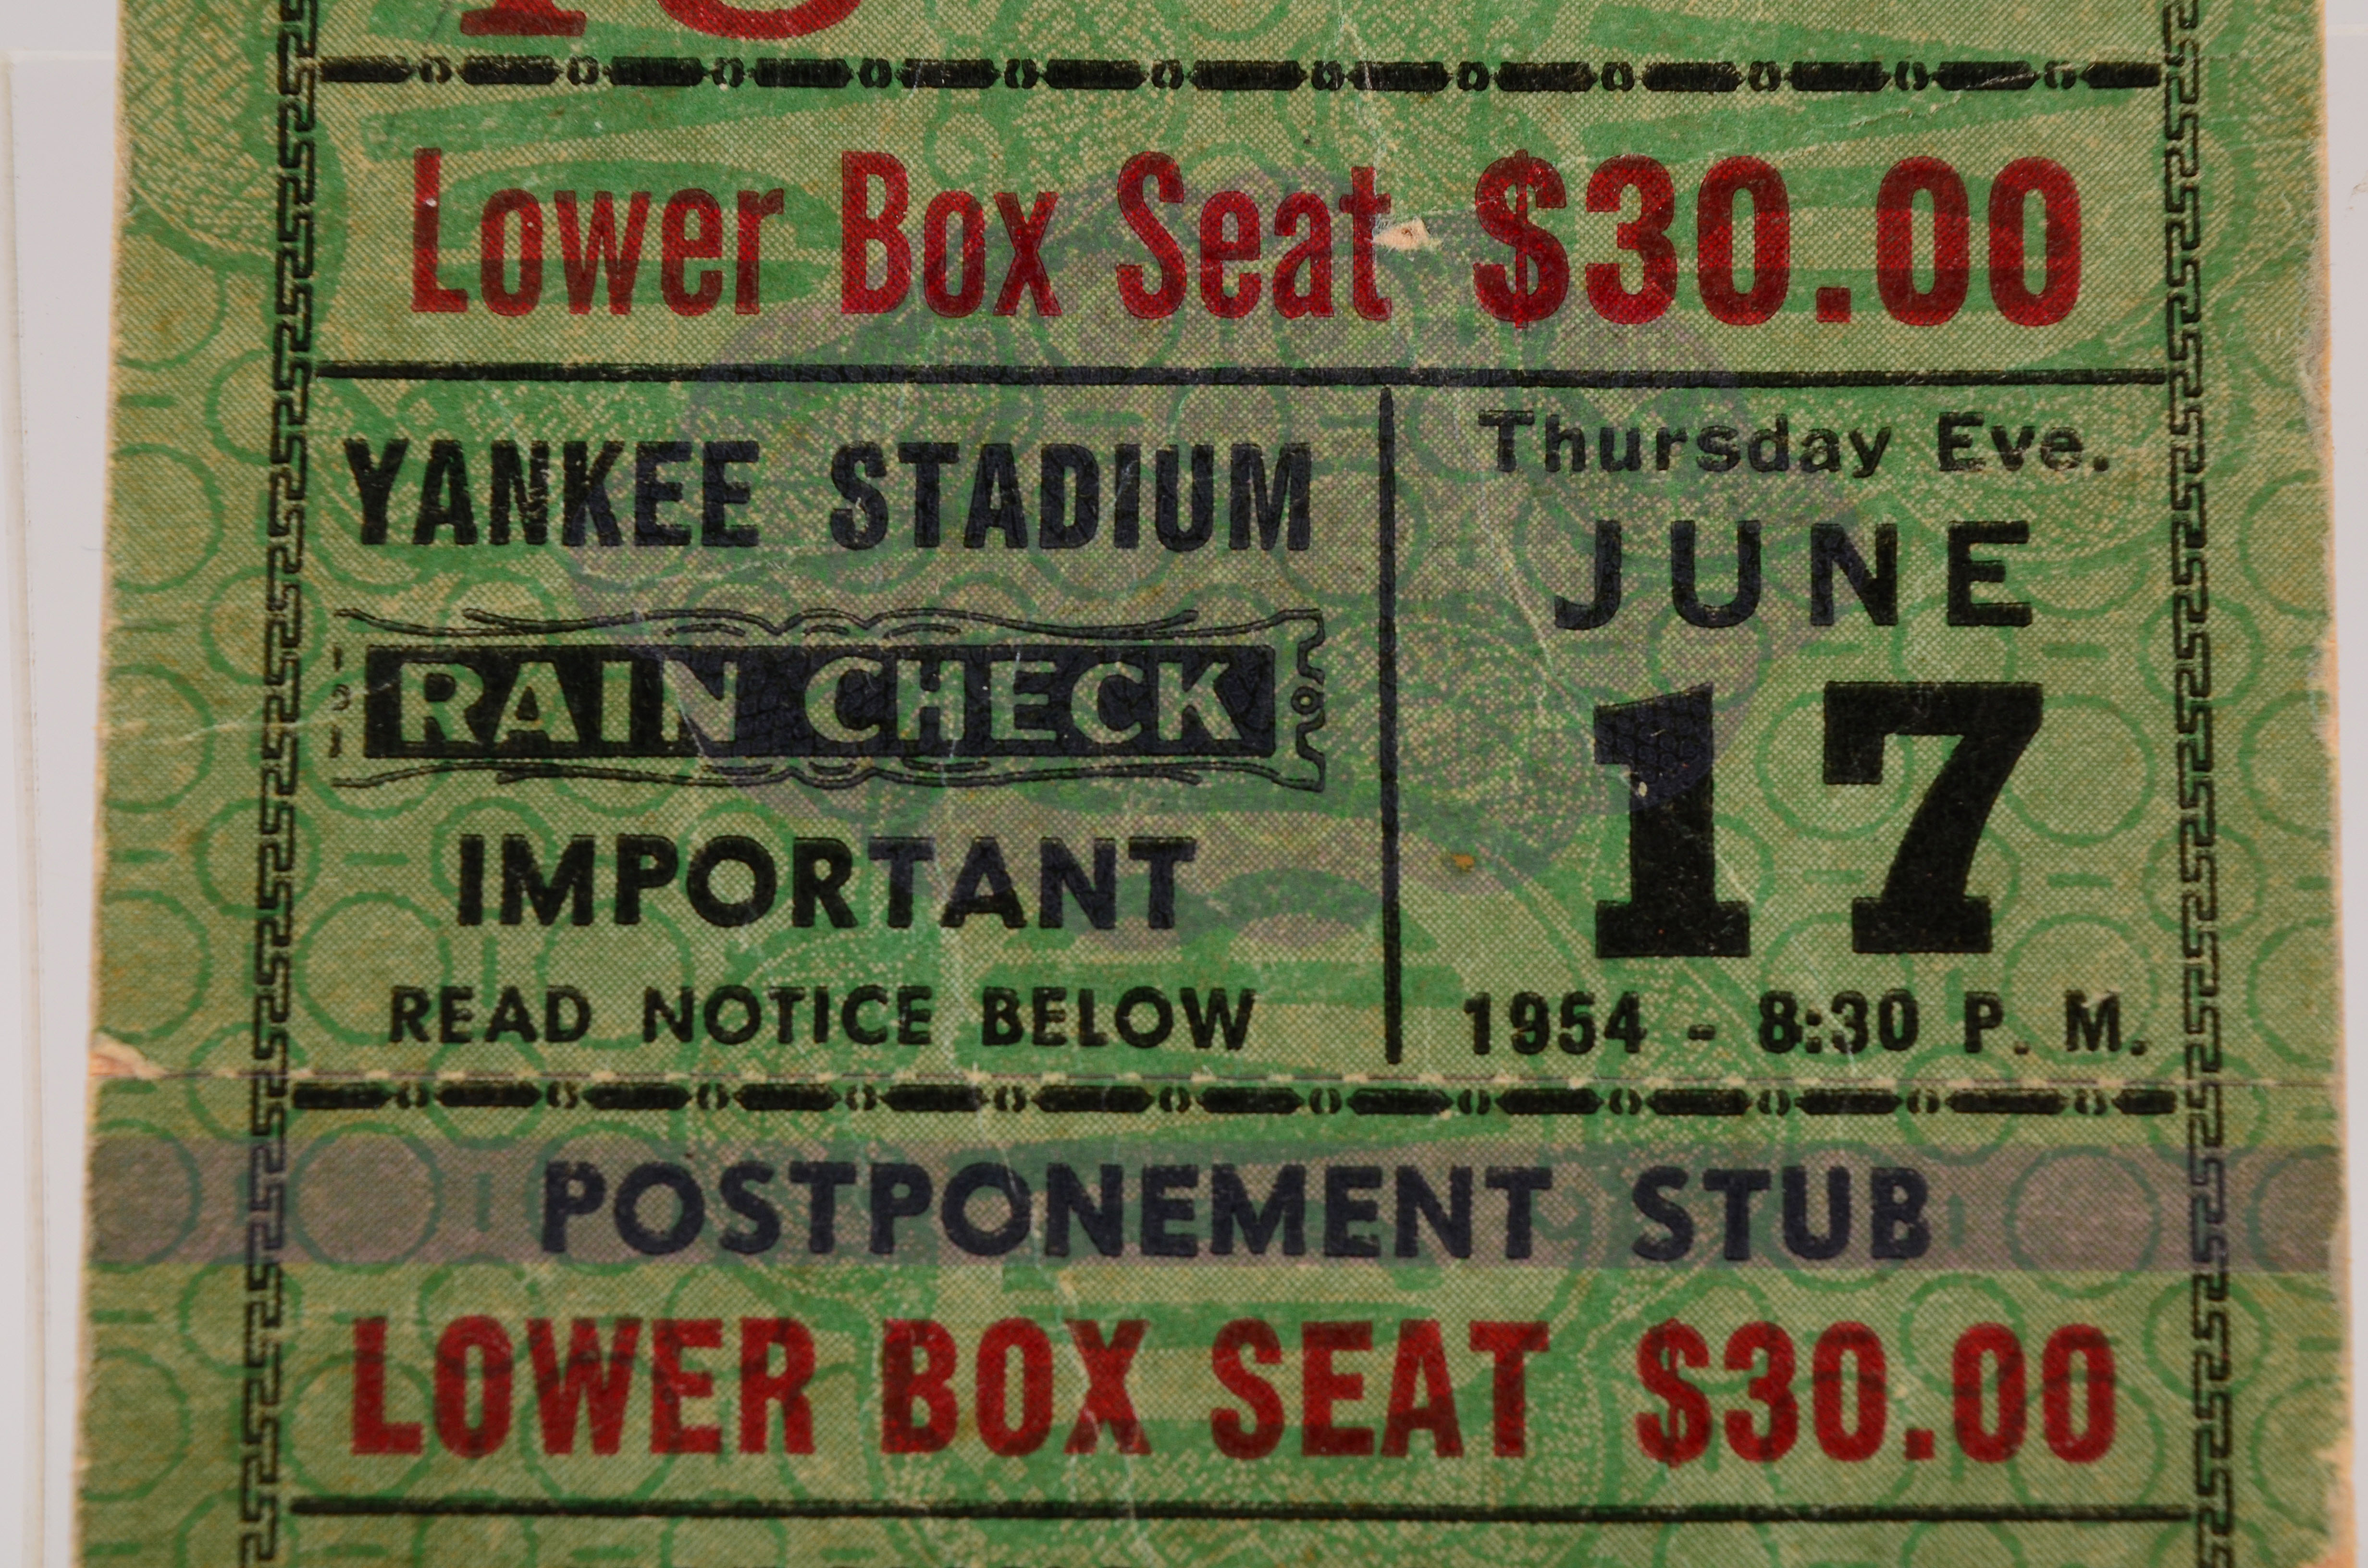 Lower Box Seat $30.00
YANKEE STADIUM
RAIN CHECK
IMPORTANT
READ NOTICE BELOW
Thursday Eve.
JUNE
17
1954 - 8:30 P. M.
POSTPONEMENT STUB
LOWER BOX SEAT $30.00